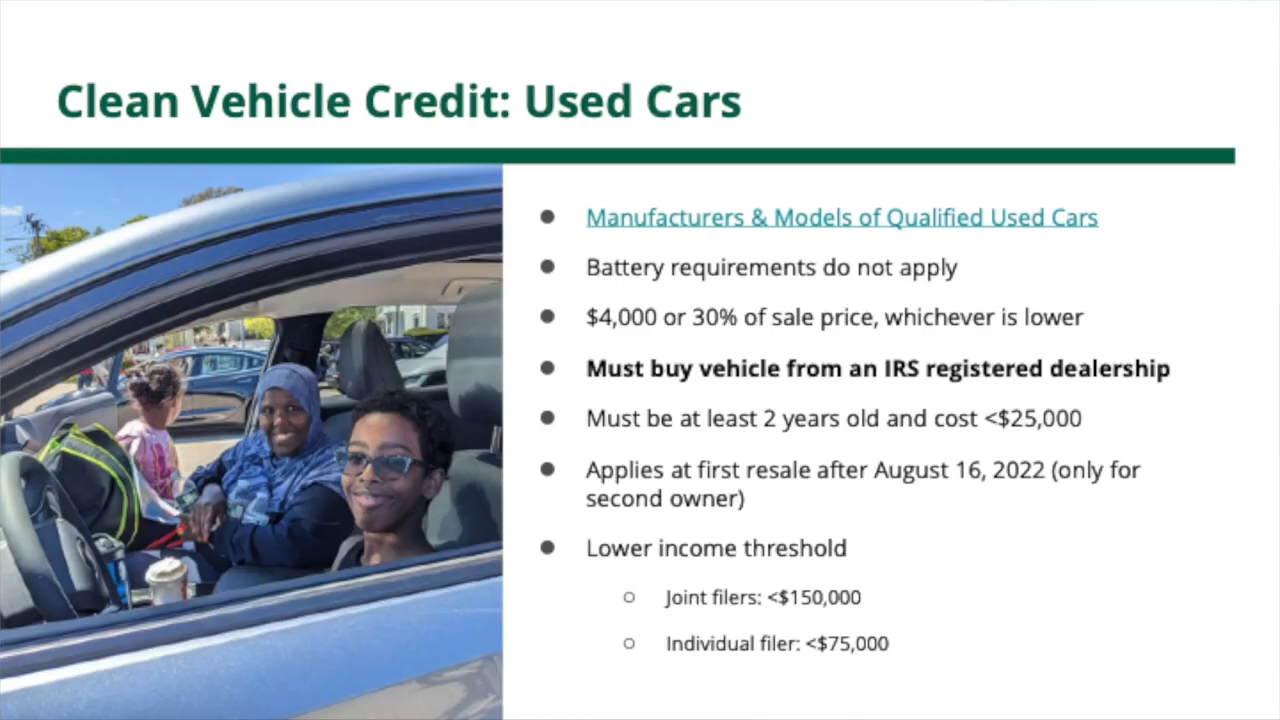 Clean Vehicle Credit: Used Cars
Manufacturers & Models of Qualified Used Cars
Battery requirements do not apply
$4,000 or 30% of sale price, whichever is lower
Must buy vehicle from an IRS registered dealership
Must be at least 2 years old and cost <$25,000
Applies at first resale after August 16, 2022 (only for
second owner)
Lower income threshold
Joint filers: <$150,000
Individual filer: <$75,000